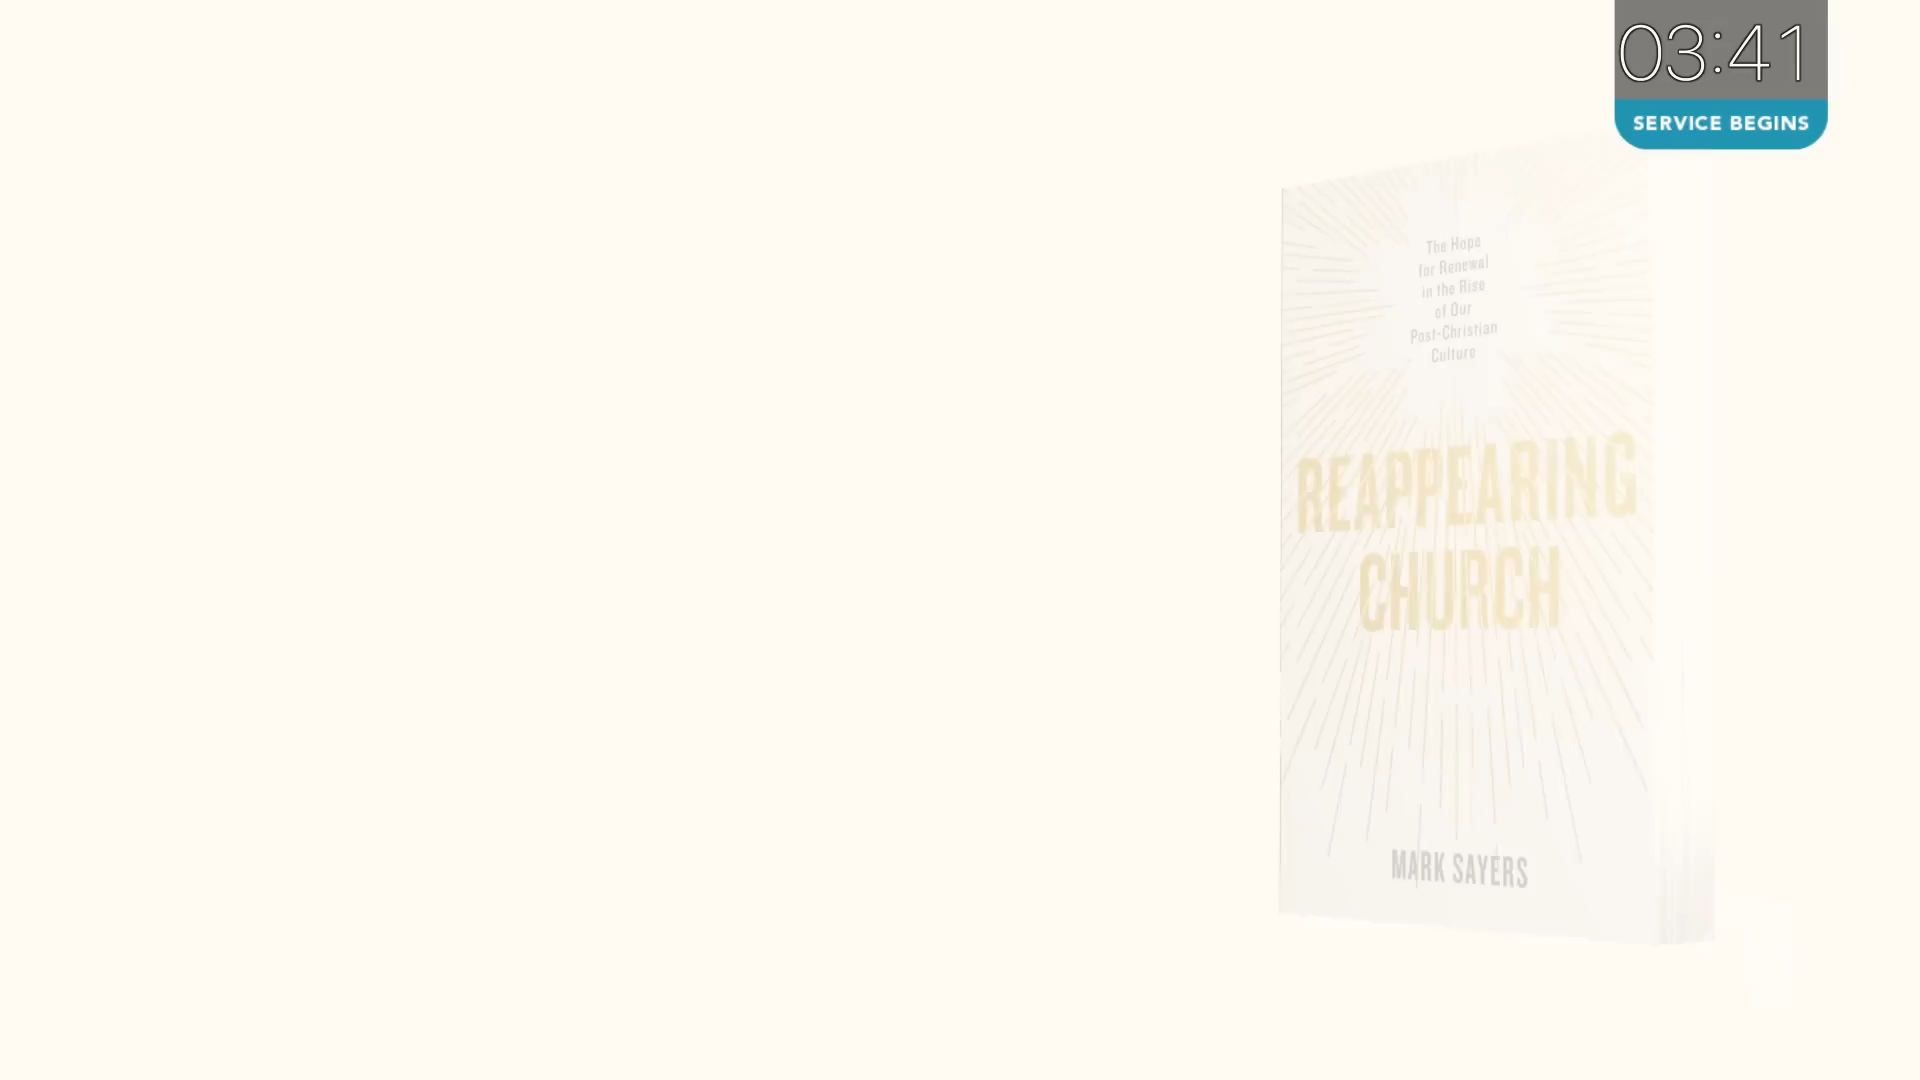 03:41
SERVICE BEGINS
The Hope
for Renewal
in the Rise
of Our
Post-Christian
Culture
REAPPEARING
CHURCH
MARK SAYERS